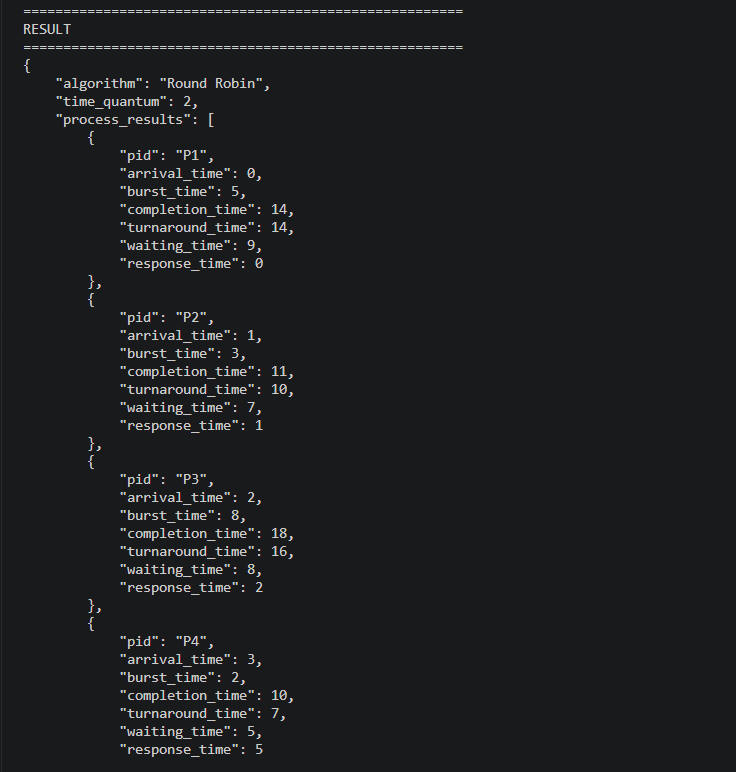 =======================================================
RESULT
=======================================================
{
    "algorithm": "Round Robin",
    "time_quantum": 2,
    "process_results": [
        {
            "pid": "P1",
            "arrival_time": 0,
            "burst_time": 5,
            "completion_time": 14,
            "turnaround_time": 14,
            "waiting_time": 9,
            "response_time": 0
        },
        {
            "pid": "P2",
            "arrival_time": 1,
            "burst_time": 3,
            "completion_time": 11,
            "turnaround_time": 10,
            "waiting_time": 7,
            "response_time": 1
        },
        {
            "pid": "P3",
            "arrival_time": 2,
            "burst_time": 8,
            "completion_time": 18,
            "turnaround_time": 16,
            "waiting_time": 8,
            "response_time": 2
        },
        {
            "pid": "P4",
            "arrival_time": 3,
            "burst_time": 2,
            "completion_time": 10,
            "turnaround_time": 7,
            "waiting_time": 5,
            "response_time": 5